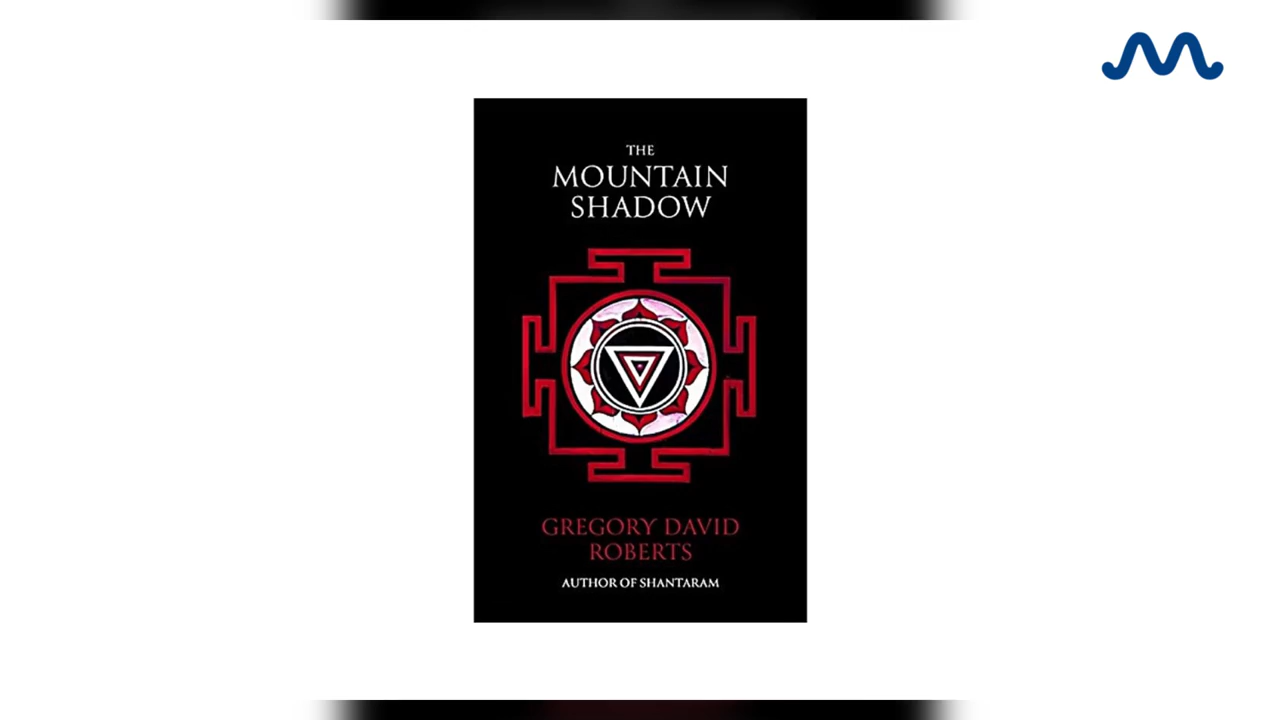 THE
MOUNTAIN
SHADOW
GREGORY DAVID
ROBERTS
AUTHOR OF SHANTARAM